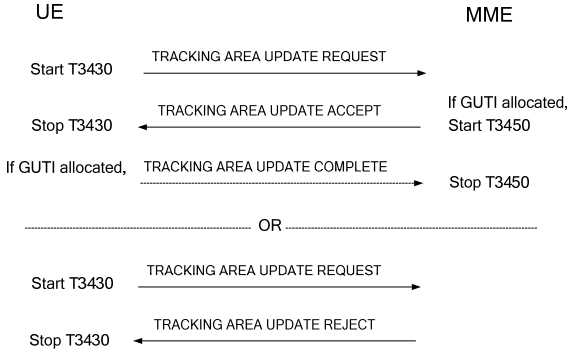 UE
MME
TRACKING AREA UPDATE REQUEST
Start T3430
TRACKING AREA UPDATE ACCEPT
If GUTI allocated,
Stop T3430
Start T3450
If GUTI allocated,
TRACKING AREA UPDATE COMPLETE
Stop T3450
OR
TRACKING AREA UPDATE REQUEST
Start T3430
TRACKING AREA UPDATE REJECT
Stop T3430